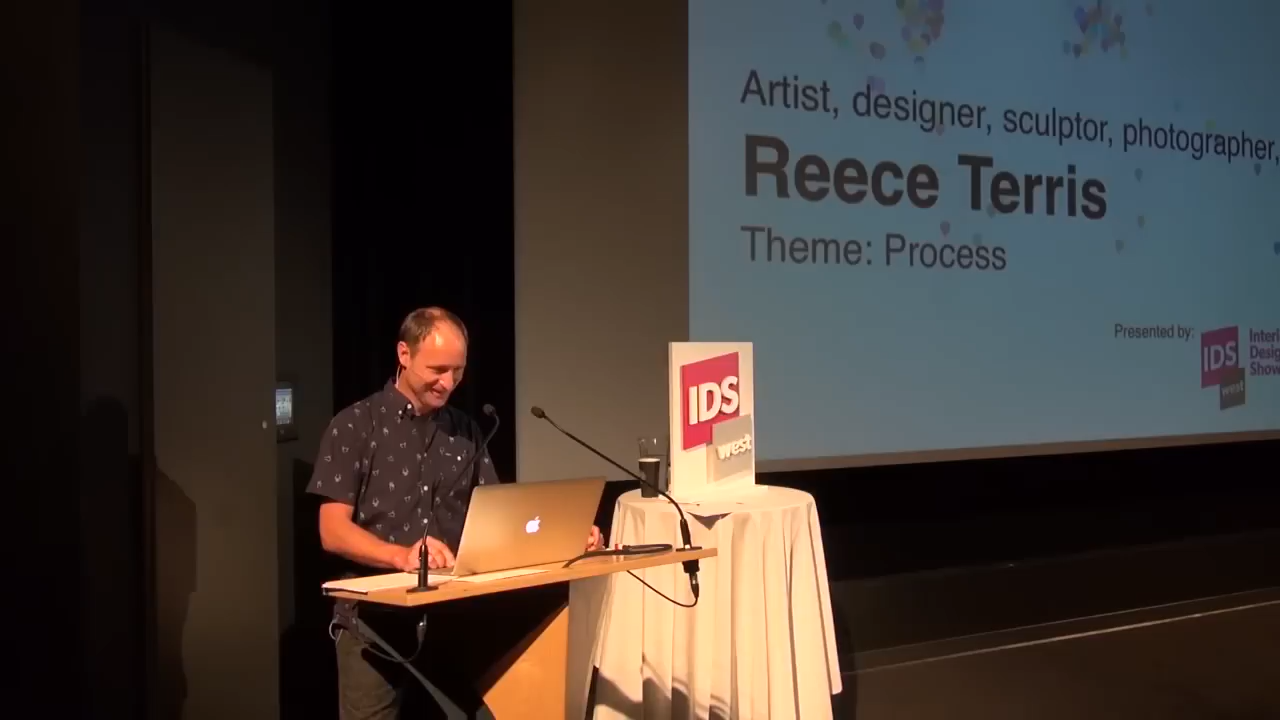 Artist, designer, sculptor, photographer,
Reece Terris
Theme: Process
Presented by:
IDS
west
IDS
west